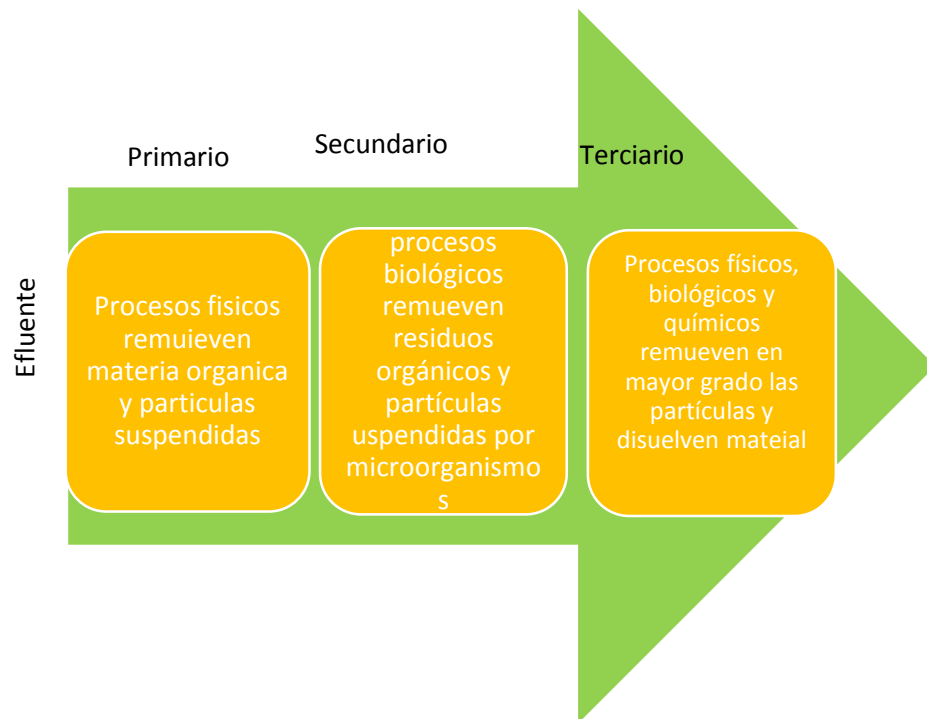 Primario
Secundario
Terciario
Efluente
Procesos fisicos
remuieven
materia organica
y particulas
suspendidas
procesos
biológicos
remueven
residuos
orgánicos y
partículas
uspendidas por
microorganismo
s
Procesos físicos,
biológicos y
químicos
remueven en
mayor grado las
partículas y
disuelven mateial